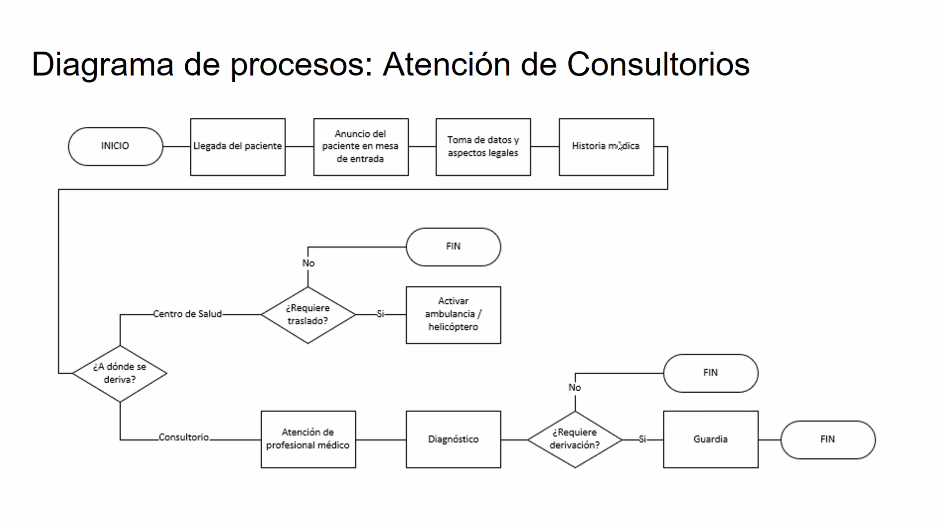 Diagrama de procesos: Atención de Consultorios
INICIO
Llegada del paciente
Anuncio del
paciente en mesa
de entrada
Toma de datos y
aspectos legales
Historia médica
FIN
No
Centro de Salud
¿Requiere
traslado?
Si
Activar
ambulancia /
helicóptero
¿A dónde se
deriva?
FIN
No
Consultorio
Atención de
profesional médico
Diagnóstico
¿Requiere
derivación?
Si
Guardia
FIN